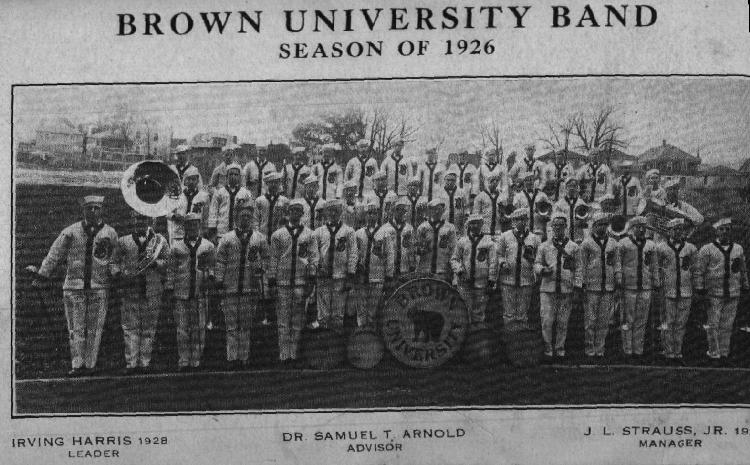 BROWN UNIVERSITY BAND
SEASON OF 1926
BROWN
UNIVERSITY
IRVING HARRIS 1928
LEADER
DR. SAMUEL T. ARNOLD
ADVISOR
J. L. STRAUSS, JR. 19
MANAGER